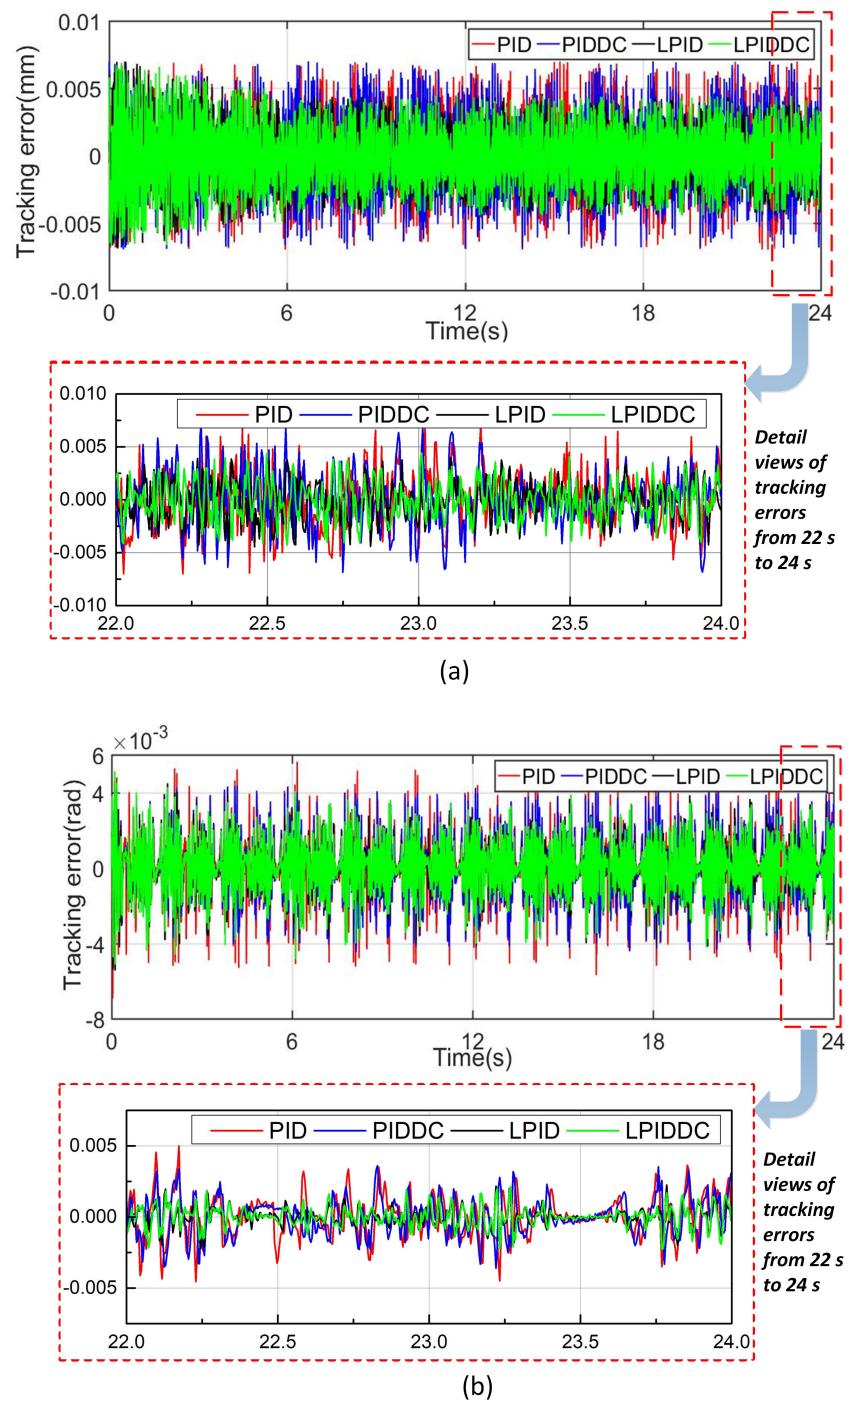 0.01
PID PIDDC LPID LPIDDC
0.005
0
-0.005
-0.01
Tracking error(mm)
0 6 12 18 24
Time(s)
0.010
PID PIDDC LPID LPIDDC
0.005
0.000
-0.005
-0.010
22.0 22.5 23.0 23.5 24.0
Detail
views of
tracking
errors
from 22 s
to 24 s
(a)
×10-3
6
PID PIDDC LPID LPIDDC
4
0
-4
-8
Tracking error(rad)
0 6 12 18 24
Time(s)
PID PIDDC LPID LPIDDC
0.005
0.000
-0.005
22.0 22.5 23.0 23.5 24.0
Detail
views of
tracking
errors
from 22 s
to 24 s
(b)